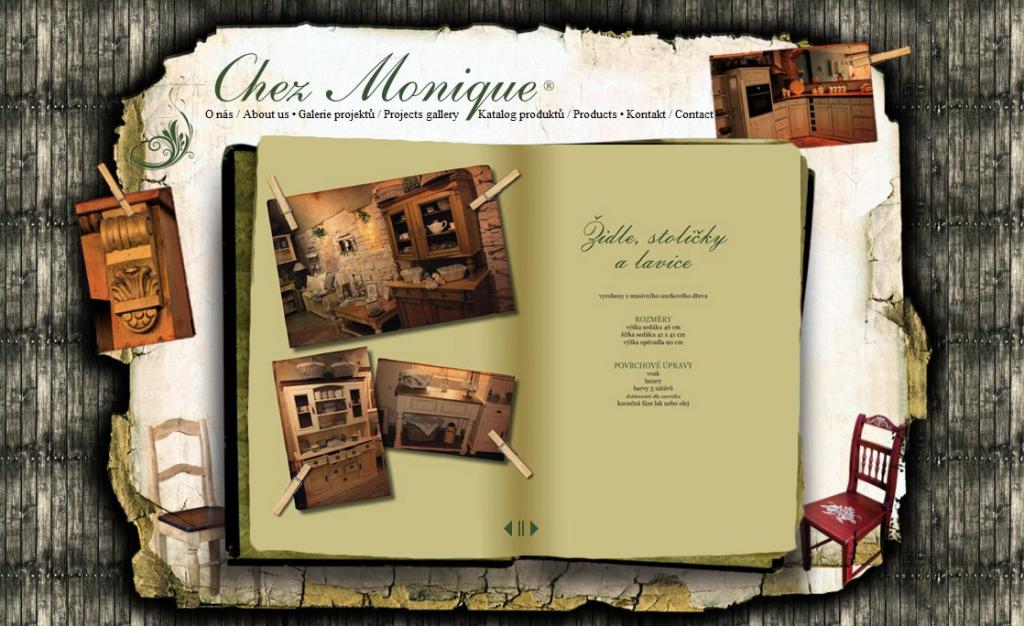 Chez Monique®
O nás / About us • Galerie projektů / Projects gallery Katalog produktů / Products • Kontakt / Contact
Židle, stoličky
a lavice
vyrobeny z masivního smrkového dřeva
ROZMĚRY
výška sedáku 46 cm
šířka sedáku 41 x 41 cm
výška opěradla 90 cm
POVRCHOVÉ ÚPRAVY
vosk
lazury
barvy 5 nátěrů
konečná fáze lak nebo olej